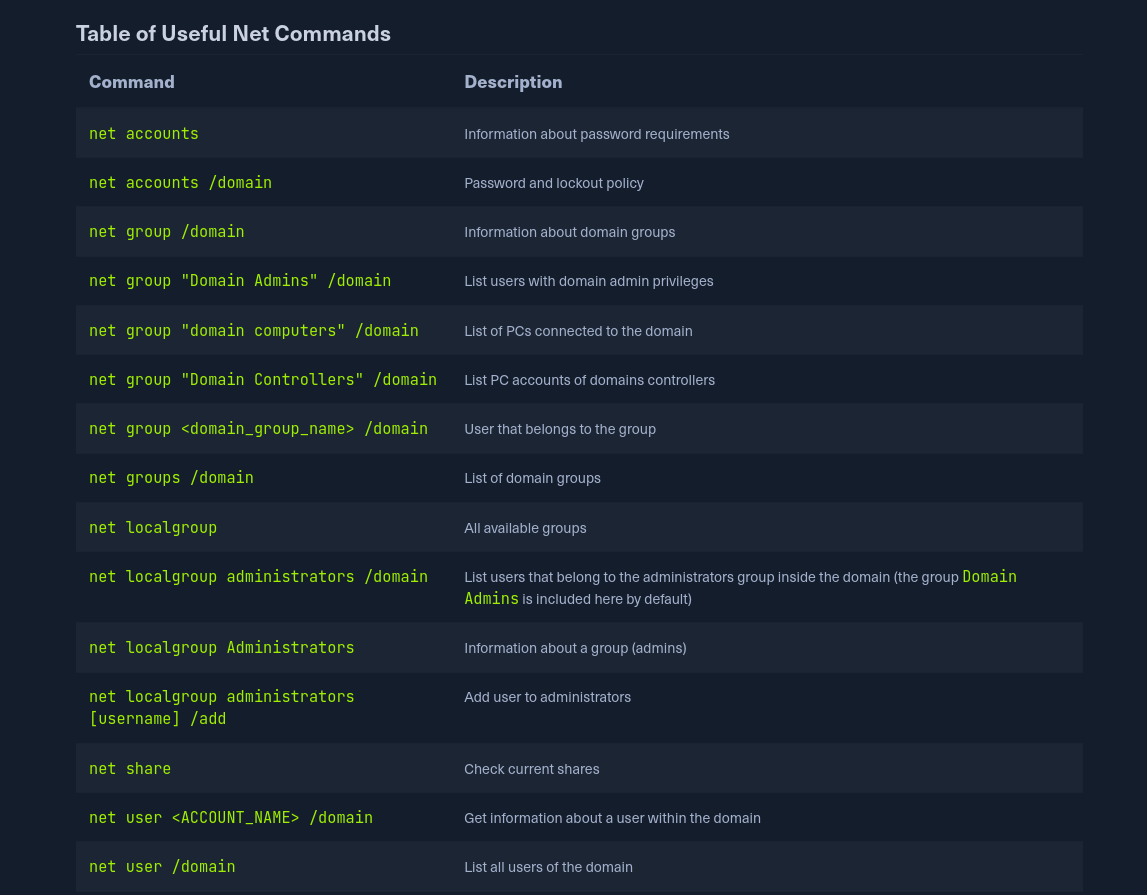 Table of Useful Net Commands
Command Description
net accounts Information about password requirements
net accounts /domain Password and lockout policy
net group /domain Information about domain groups
net group "Domain Admins" /domain List users with domain admin privileges
net group "domain computers" /domain List of PCs connected to the domain
net group "Domain Controllers" /domain List PC accounts of domains controllers
net group <domain_group_name> /domain User that belongs to the group
net groups /domain List of domain groups
net localgroup All available groups
net localgroup administrators /domain List users that belong to the administrators group inside the domain (the group Domain
Admins is included here by default)
net localgroup Administrators Information about a group (admins)
net localgroup administrators Add user to administrators
[username] /add
net share Check current shares
net user <ACCOUNT_NAME> /domain Get information about a user within the domain
net user /domain List all users of the domain